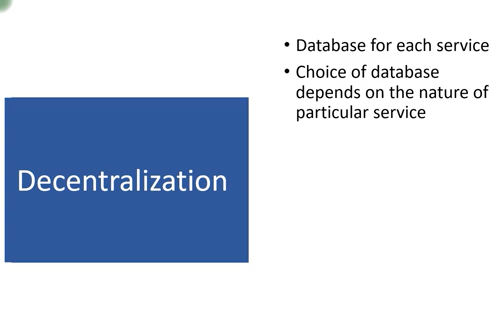 • Database for each service
• Choice of database
depends on the nature of
particular service
Decentralization